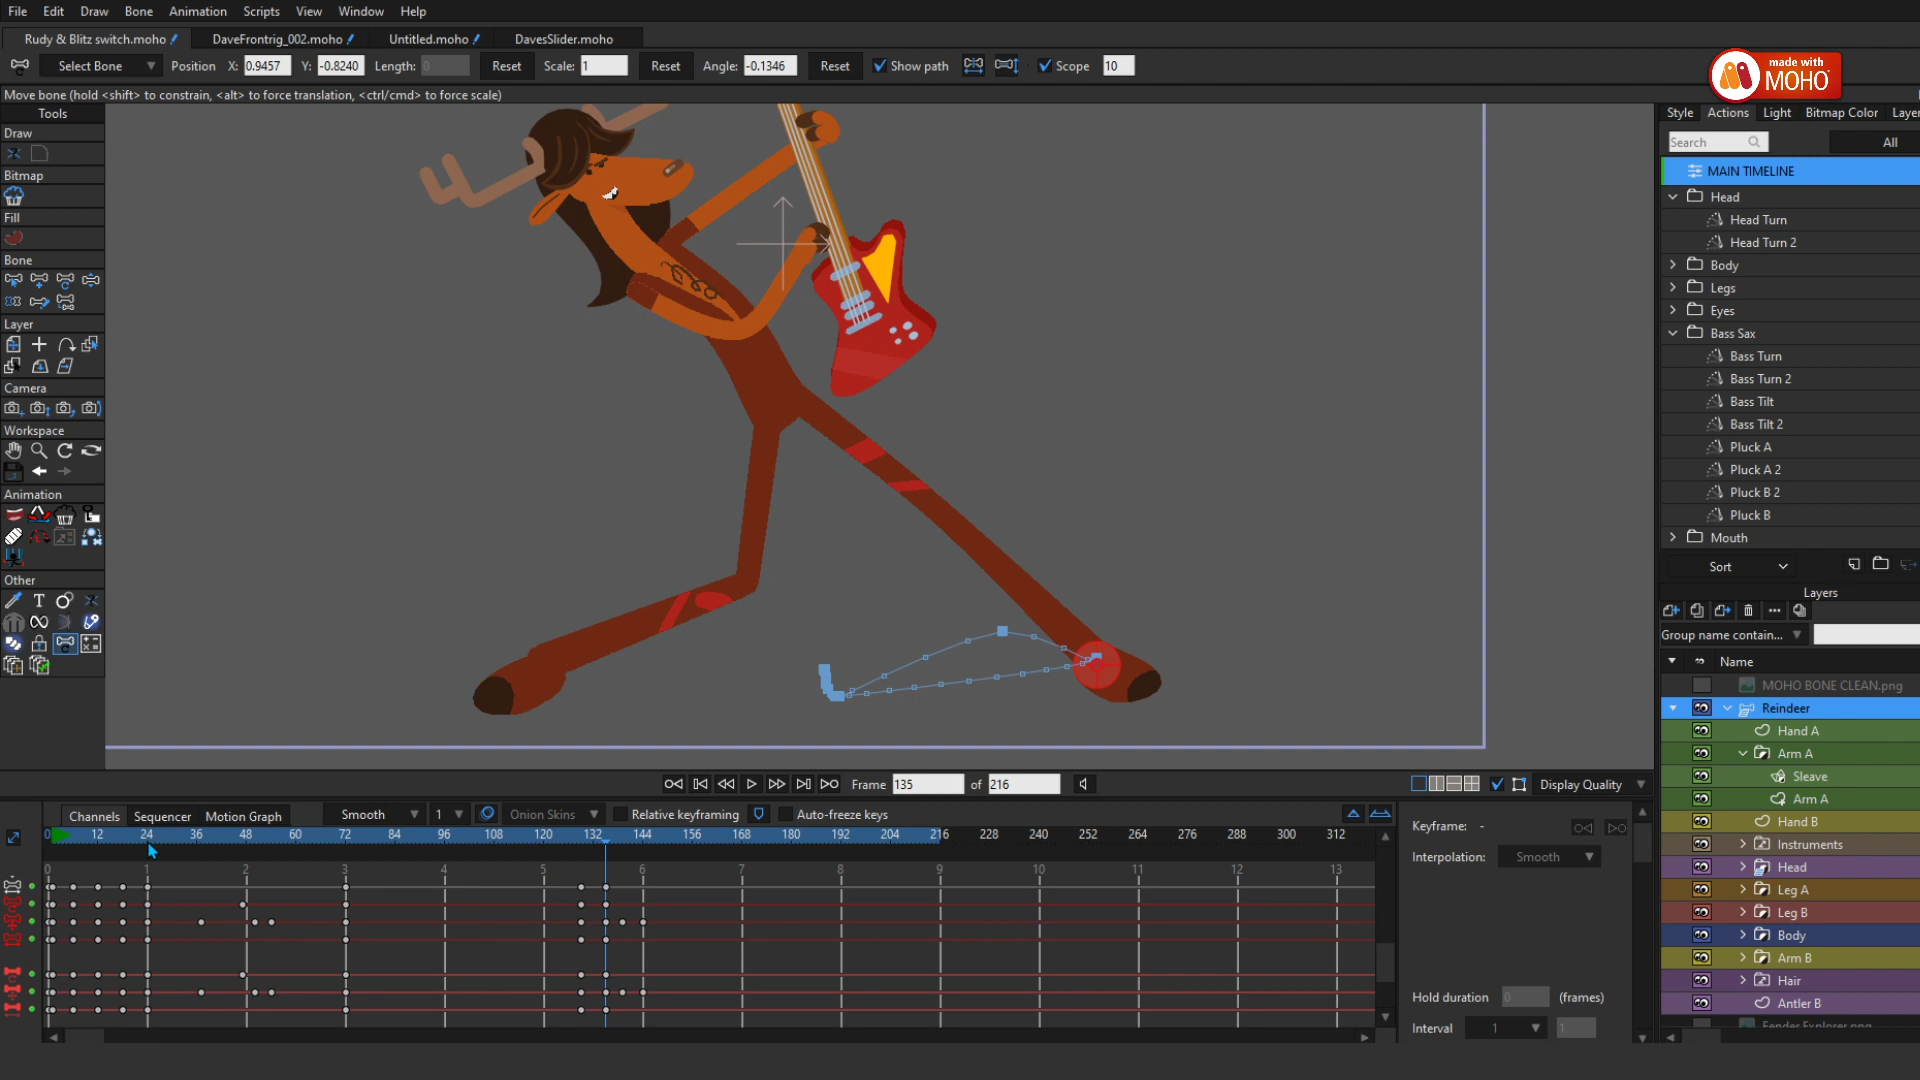 File Edit Draw Bone Animation Scripts View Window Help
Rudy & Blitz switch.moho DaveFrontrig_002.moho Untitled.moho DavesSlider.moho
Select Bone Position X: 0.9457 Y: -0.8240 Length: 0 Reset Scale: 1 Reset Angle: -0.1346 Reset Show path Scope 10
made with
MOHO
Move bone (hold <shift> to constrain, <alt> to force translation, <ctrl/cmd> to force scale)
Tools
Draw
Bitmap
Fill
Bone
Layer
Camera
Workspace
Animation
Other
T
Style Actions Light Bitmap Color Layer
Search All
MAIN TIMELINE
Head
Head Turn
Head Turn 2
Body
Legs
Eyes
Bass Sax
Bass Turn
Bass Turn 2
Bass Tilt
Bass Tilt 2
Pluck A
Pluck A 2
Pluck B 2
Pluck B
Mouth
Sort
Layers
Group name contain...
Name
MOHO BONE CLEAN.png
Reindeer
Hand A
Arm A
Sleave
Arm A
Hand B
Instruments
Head
Leg A
Leg B
Body
Arm B
Hair
Antler B
Fender Explorer.png
Frame 135 of 216 Display Quality
Channels Sequencer Motion Graph Smooth 1 Onion Skins Relative keyframing Auto-freeze keys
0 12 24 36 48 60 72 84 96 108 120 132 144 156 168 180 192 204 216 228 240 252 264 276 288 300 312
0 1 2 3 4 5 6 7 8 9 10 11 12 13
Keyframe: -
Interpolation: Smooth
Hold duration 0 (frames)
Interval 1 1